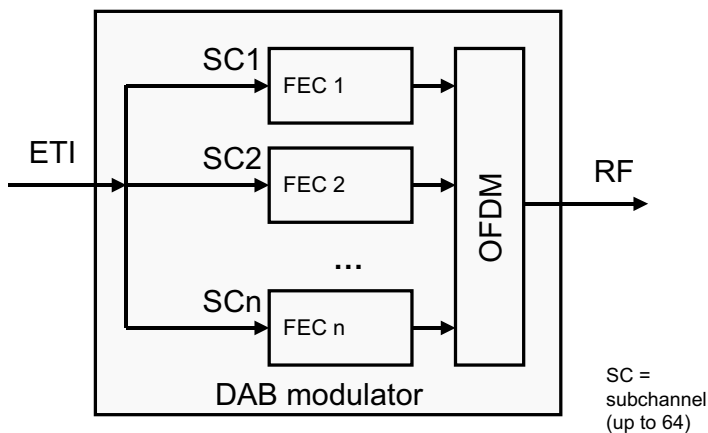 SC1
FEC 1
ETI
SC2
FEC 2
OFDM
RF
...
SCn
FEC n
DAB modulator
SC =
subchannel
(up to 64)